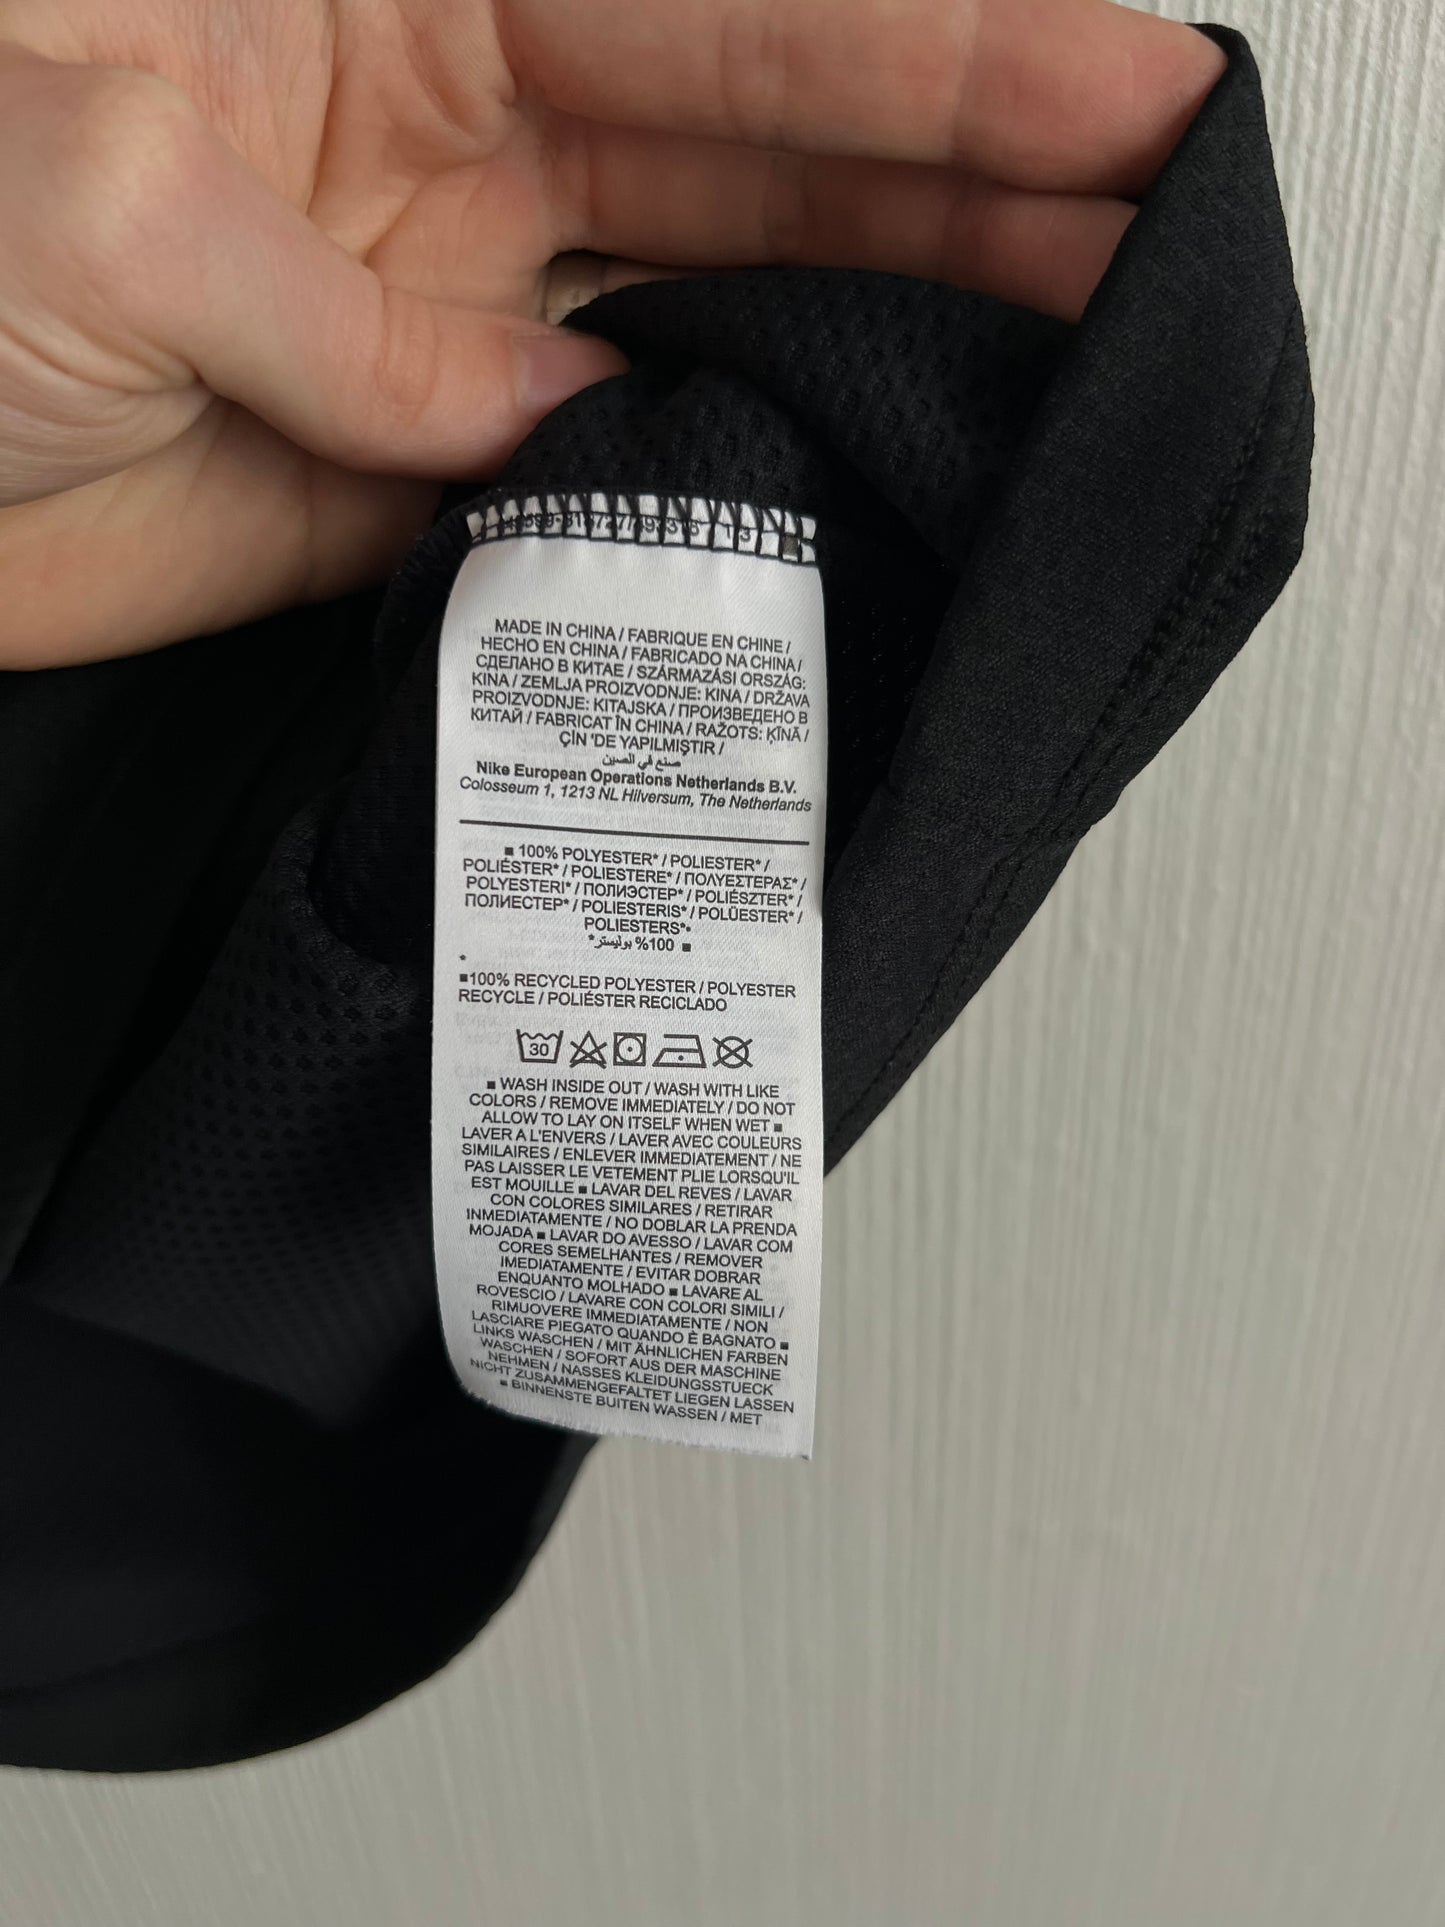 MADE IN CHINA / FABRIQUE EN CHINE /
HECHO EN CHINA / FABRICADO NA CHINA /
СДЕЛАНО В КИТАЕ / SZÁRMAZÁSI ORSZÁG:
KINA / ZEMLJA PROIZVODNJE: KINA / DRŽAVA
PROIZVODNJE: KITAJSKA / ПРОИЗВЕДЕНО В
КИТАЙ / FABRICAT ÎN CHINA / RAŽOTS: ĶĪNĀ /
ÇİN 'DE YAPILMIŞTIR /
صنع في الصين
Nike European Operations Netherlands B.V.
Colosseum 1, 1213 NL Hilversum, The Netherlands
■ 100% POLYESTER* / POLIESTER* /
POLIÉSTER* / POLIESTERE* / ΠΟΛΥΕΣΤΕΡΑΣ* /
POLYESTERI* / ПОЛИЭСТЕР* / POLIÉSZTER* /
ПОЛИЕСТЕР* / POLIESTERIS* / POLÜESTER* /
POLIESTERS*•
■ 100% بوليستر*
*
■100% RECYCLED POLYESTER / POLYESTER
RECYCLE / POLIÉSTER RECICLADO
30
■ WASH INSIDE OUT / WASH WITH LIKE
COLORS / REMOVE IMMEDIATELY / DO NOT
ALLOW TO LAY ON ITSELF WHEN WET ■
LAVER A L'ENVERS / LAVER AVEC COULEURS
SIMILAIRES / ENLEVER IMMEDIATEMENT / NE
PAS LAISSER LE VETEMENT PLIE LORSQU'IL
EST MOUILLE ■ LAVAR DEL REVES / LAVAR
CON COLORES SIMILARES / RETIRAR
INMEDIATAMENTE / NO DOBLAR LA PRENDA
MOJADA ■ LAVAR DO AVESSO / LAVAR COM
CORES SEMELHANTES / REMOVER
IMEDIATAMENTE / EVITAR DOBRAR
ENQUANTO MOLHADO ■ LAVARE AL
ROVESCIO / LAVARE CON COLORI SIMILI /
RIMUOVERE IMMEDIATAMENTE / NON
LASCIARE PIEGATO QUANDO È BAGNATO ■
LINKS WASCHEN / MIT ÄHNLICHEN FARBEN
WASCHEN / SOFORT AUS DER MASCHINE
NEHMEN / NASSES KLEIDUNGSSTUECK
NICHT ZUSAMMENGEFALTET LIEGEN LASSEN
■ BINNENSTE BUITEN WASSEN / MET